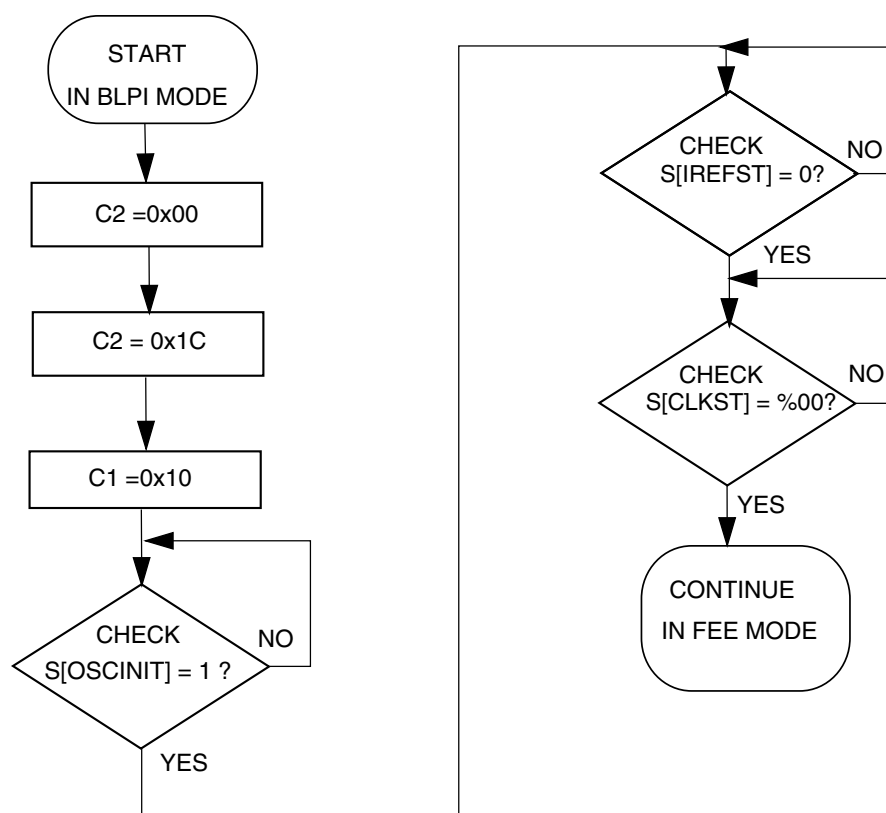 START
IN BLPI MODE
C2 =0x00
C2 = 0x1C
C1 =0x10
CHECK
S[OSCINIT] = 1 ?
NO
YES
CHECK
S[IREFST] = 0?
NO
YES
CHECK
S[CLKST] = %00?
NO
YES
CONTINUE
IN FEE MODE